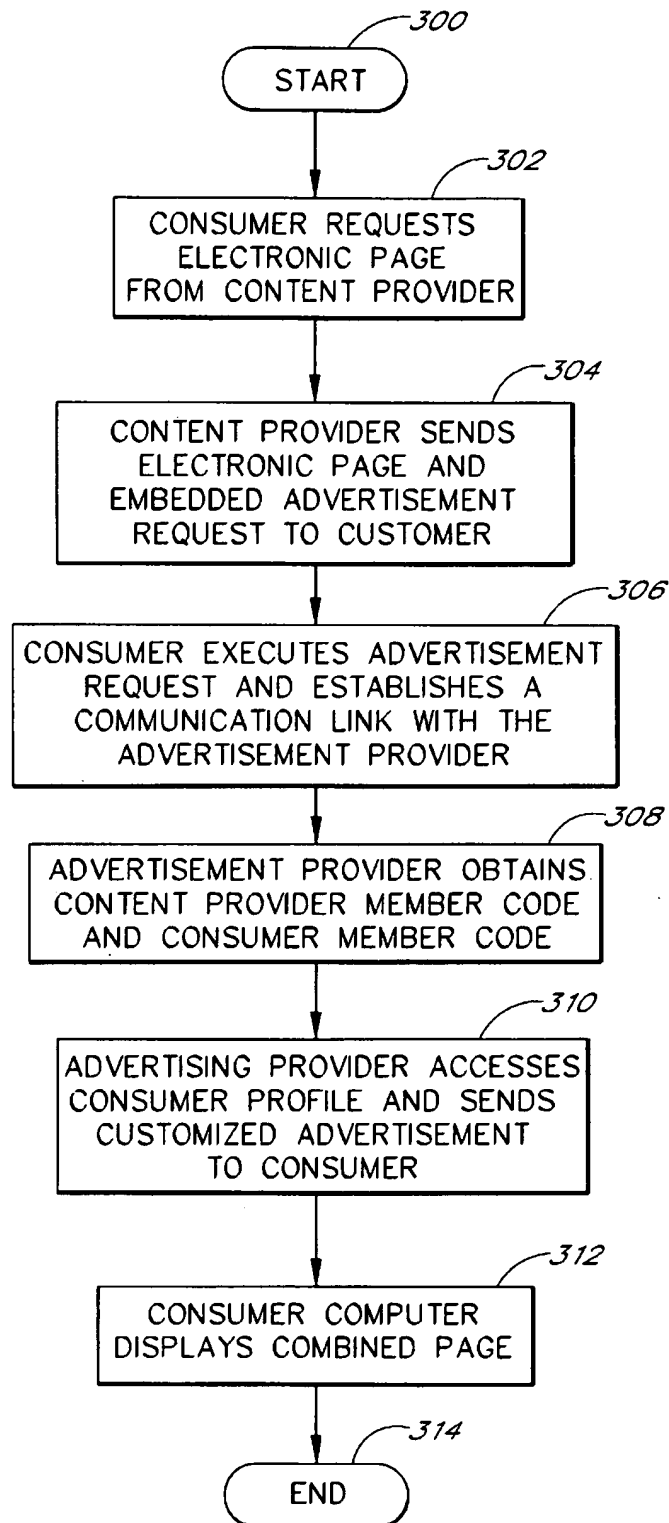 300
START
302
CONSUMER REQUESTS
ELECTRONIC PAGE
FROM CONTENT PROVIDER
304
CONTENT PROVIDER SENDS
ELECTRONIC PAGE AND
EMBEDDED ADVERTISEMENT
REQUEST TO CUSTOMER
306
CONSUMER EXECUTES ADVERTISEMENT
REQUEST AND ESTABLISHES A
COMMUNICATION LINK WITH THE
ADVERTISEMENT PROVIDER
308
ADVERTISEMENT PROVIDER OBTAINS
CONTENT PROVIDER MEMBER CODE
AND CONSUMER MEMBER CODE
310
ADVERTISING PROVIDER ACCESSES
CONSUMER PROFILE AND SENDS
CUSTOMIZED ADVERTISEMENT
TO CONSUMER
312
CONSUMER COMPUTER
DISPLAYS COMBINED PAGE
314
END